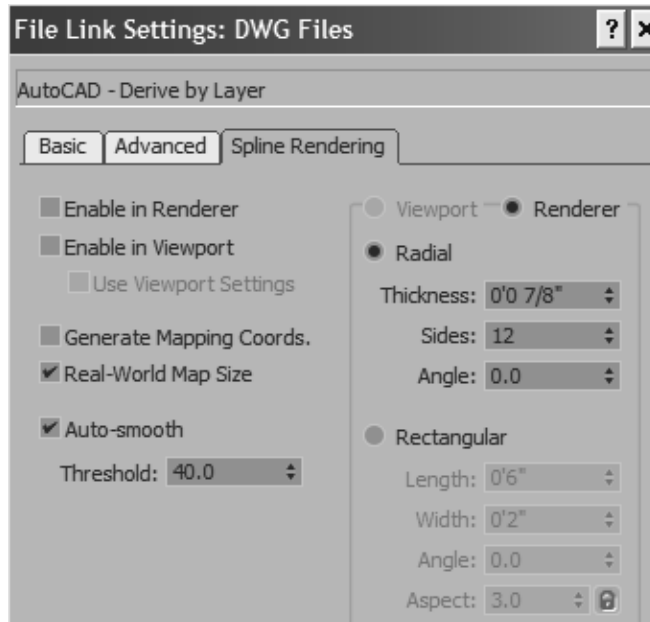 File Link Settings: DWG Files ? x
AutoCAD - Derive by Layer
Basic Advanced Spline Rendering
Enable in Renderer
Enable in Viewport
Use Viewport Settings
Generate Mapping Coords.
Real-World Map Size
Auto-smooth
Threshold: 40.0
Viewport Renderer
Radial
Thickness: 0'0 7/8"
Sides: 12
Angle: 0.0
Rectangular
Length: 0'6"
Width: 0'2"
Angle: 0.0
Aspect: 3.0